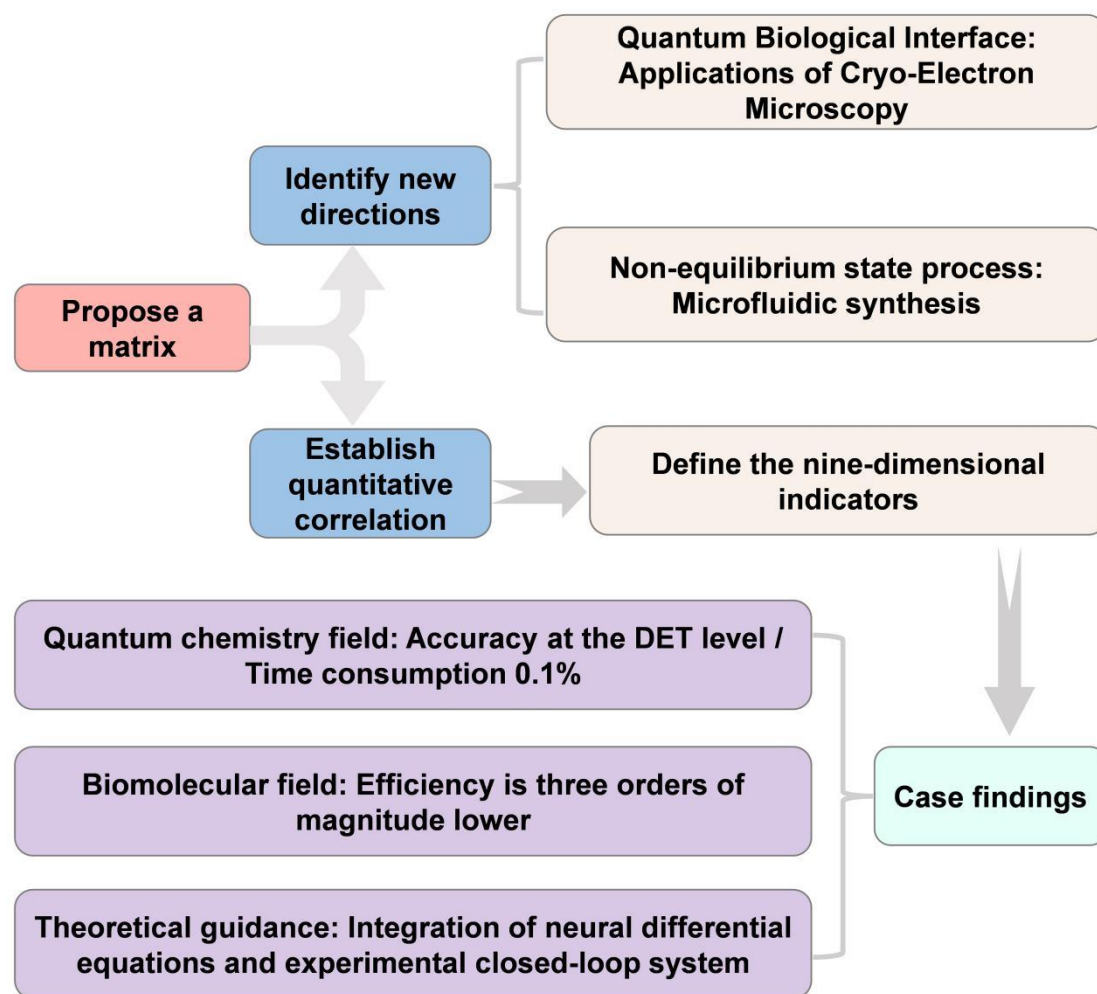 Quantum Biological Interface:
Applications of Cryo-Electron
Microscopy
Identify new
directions
Non-equilibrium state process:
Microfluidic synthesis
Propose a
matrix
Establish
quantitative
correlation
Define the nine-dimensional
indicators
Quantum chemistry field: Accuracy at the DET level /
Time consumption 0.1%
Biomolecular field: Efficiency is three orders of
magnitude lower
Case findings
Theoretical guidance: Integration of neural differential
equations and experimental closed-loop system